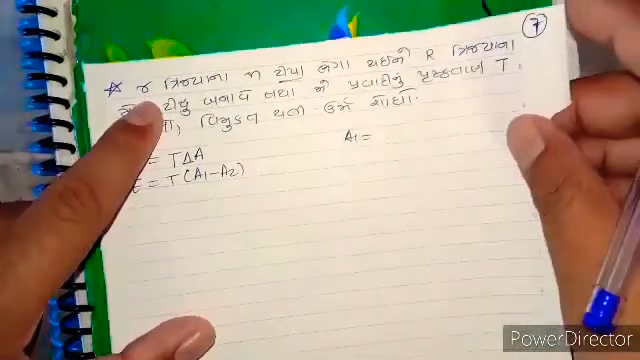 7
☆ r ત્રિજ્યાના n ટીપા ભેગા થઈને R ત્રિજ્યાના
ટીપુ બનાવે તથા જો પ્રવાહીનું પૃષ્ઠતાણ T
વિમુક્ત થતી ઉર્જા શોધો.
= TΔA
E = T(A1-A2)
A1 =
PowerDirector